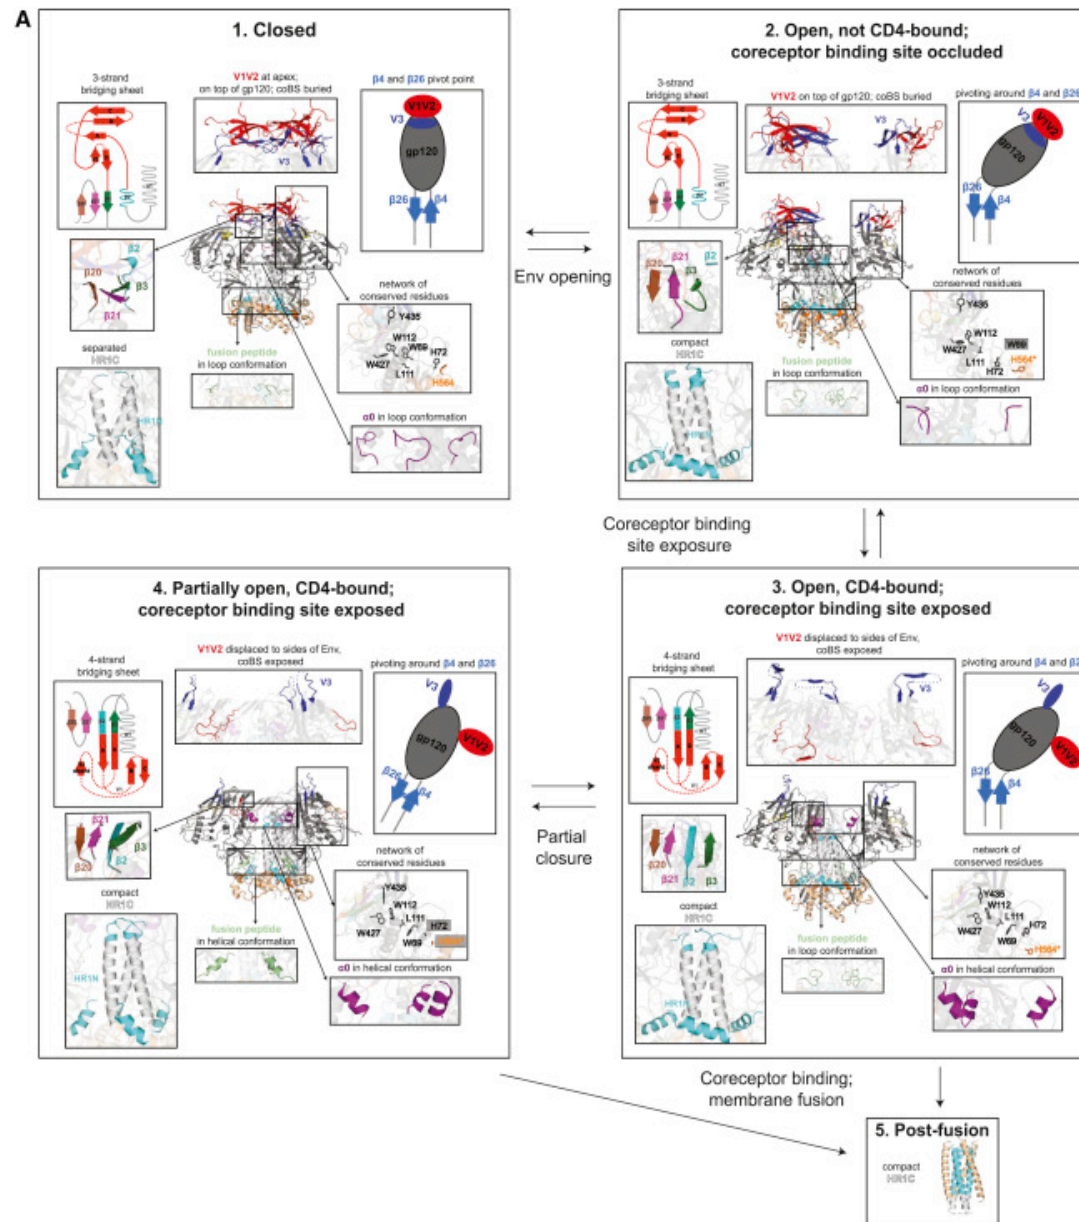 A
1. Closed
3-strand
bridging sheet
V1V2 at apex;
on top of gp120; coBS buried
β4 and β26 pivot point
V3
V1V2
V3
gp120
β26
β4
β2
β20
β3
β21
separated
HR1C
fusion peptide
in loop conformation
network of
conserved residues
Y435
W112
W69
H72
W427
L111
H564
α0 in loop conformation
Env opening
2. Open, not CD4-bound;
coreceptor binding site occluded
3-strand
bridging sheet
V1V2 on top of gp120; coBS buried
pivoting around β4 and β26
V3
V1V2
V3
gp120
β26
β4
β21
β2
β20
β3
compact
HR1C
HR1N
fusion peptide
in loop conformation
network of
conserved residues
Y435
W112
W69
W427
L111
H72
H564*
α0 in loop conformation
Coreceptor binding
site exposure
4. Partially open, CD4-bound;
coreceptor binding site exposed
4-strand
bridging sheet
V1V2 displaced to sides of Env,
coBS exposed
pivoting around β4 and β26
V3
V3
gp120
V1V2
β26
β4
β21
β3
β20
β2
compact
HR1C
HR1N
fusion peptide
in helical conformation
network of
conserved residues
Y435
W112
L111
H72
W427
W69
α0 in helical conformation
Partial
closure
3. Open, CD4-bound;
coreceptor binding site exposed
4-strand
bridging sheet
V1V2 displaced to sides of Env,
coBS exposed
pivoting around β4 and β2
V3
V3
gp120
V1V2
β26
β4
β20
β21
β2
β3
compact
HR1C
HR1N
fusion peptide
in loop conformation
network of
conserved residues
Y435
W112
L111
H72
W427
W69
H564*
α0 in helical conformation
Coreceptor binding;
membrane fusion
5. Post-fusion
compact
HR1C